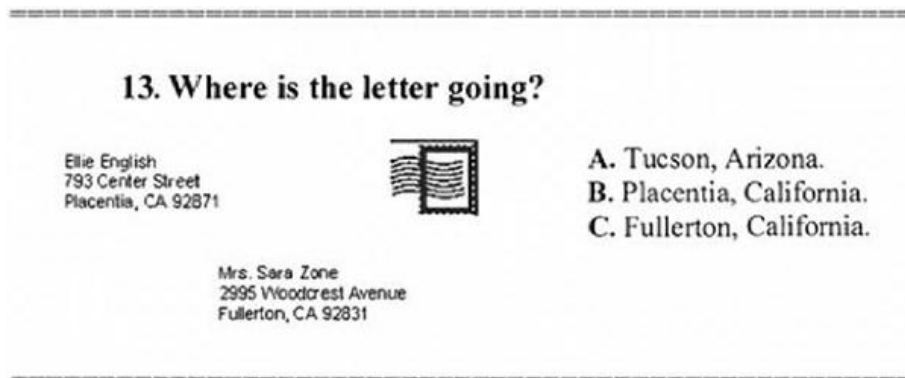 13. Where is the letter going?
Ellie English
793 Center Street
Placentia, CA 92871
Mrs. Sara Zone
2995 Woodcrest Avenue
Fullerton, CA 92831
A. Tucson, Arizona.
B. Placentia, California.
C. Fullerton, California.